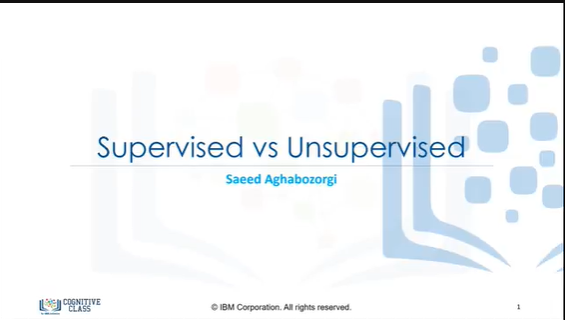 Supervised vs Unsupervised
Saeed Aghabozorgi
COGNITIVE
CLASS
© IBM Corporation. All rights reserved.
1